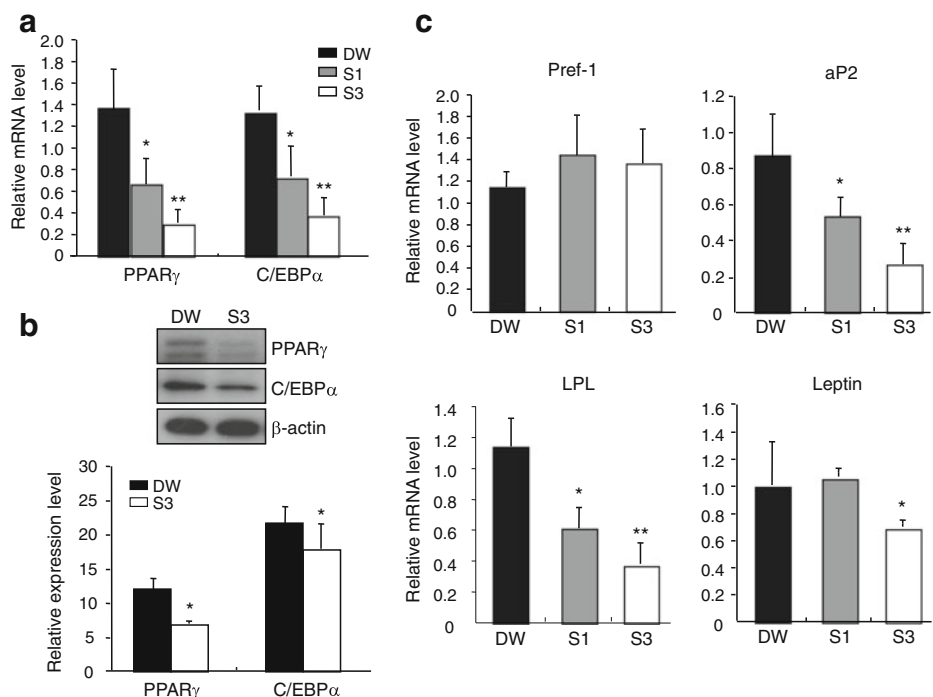 a
2.0
1.8
1.6
1.4
1.2
1.0
0.8
0.6
0.4
0.2
0
Relative mRNA level
DW
S1
S3
*
**
*
**
PPARγ
C/EBPα
b
DW S3
PPARγ
C/EBPα
β-actin
30
25
20
15
10
5
0
Relative expression level
DW
S3
*
*
PPARγ
C/EBPα
c
Pref-1
2.0
1.8
1.6
1.4
1.2
1.0
0.8
0.6
0.4
0.2
0
Relative mRNA level
DW S1 S3
aP2
1.2
1.0
0.8
0.6
0.4
0.2
0
*
**
DW S1 S3
LPL
1.4
1.2
1.0
0.8
0.6
0.4
0.2
0
Relative mRNA level
*
**
DW S1 S3
Leptin
1.6
1.4
1.2
1.0
0.8
0.6
0.4
0.2
0
*
DW S1 S3